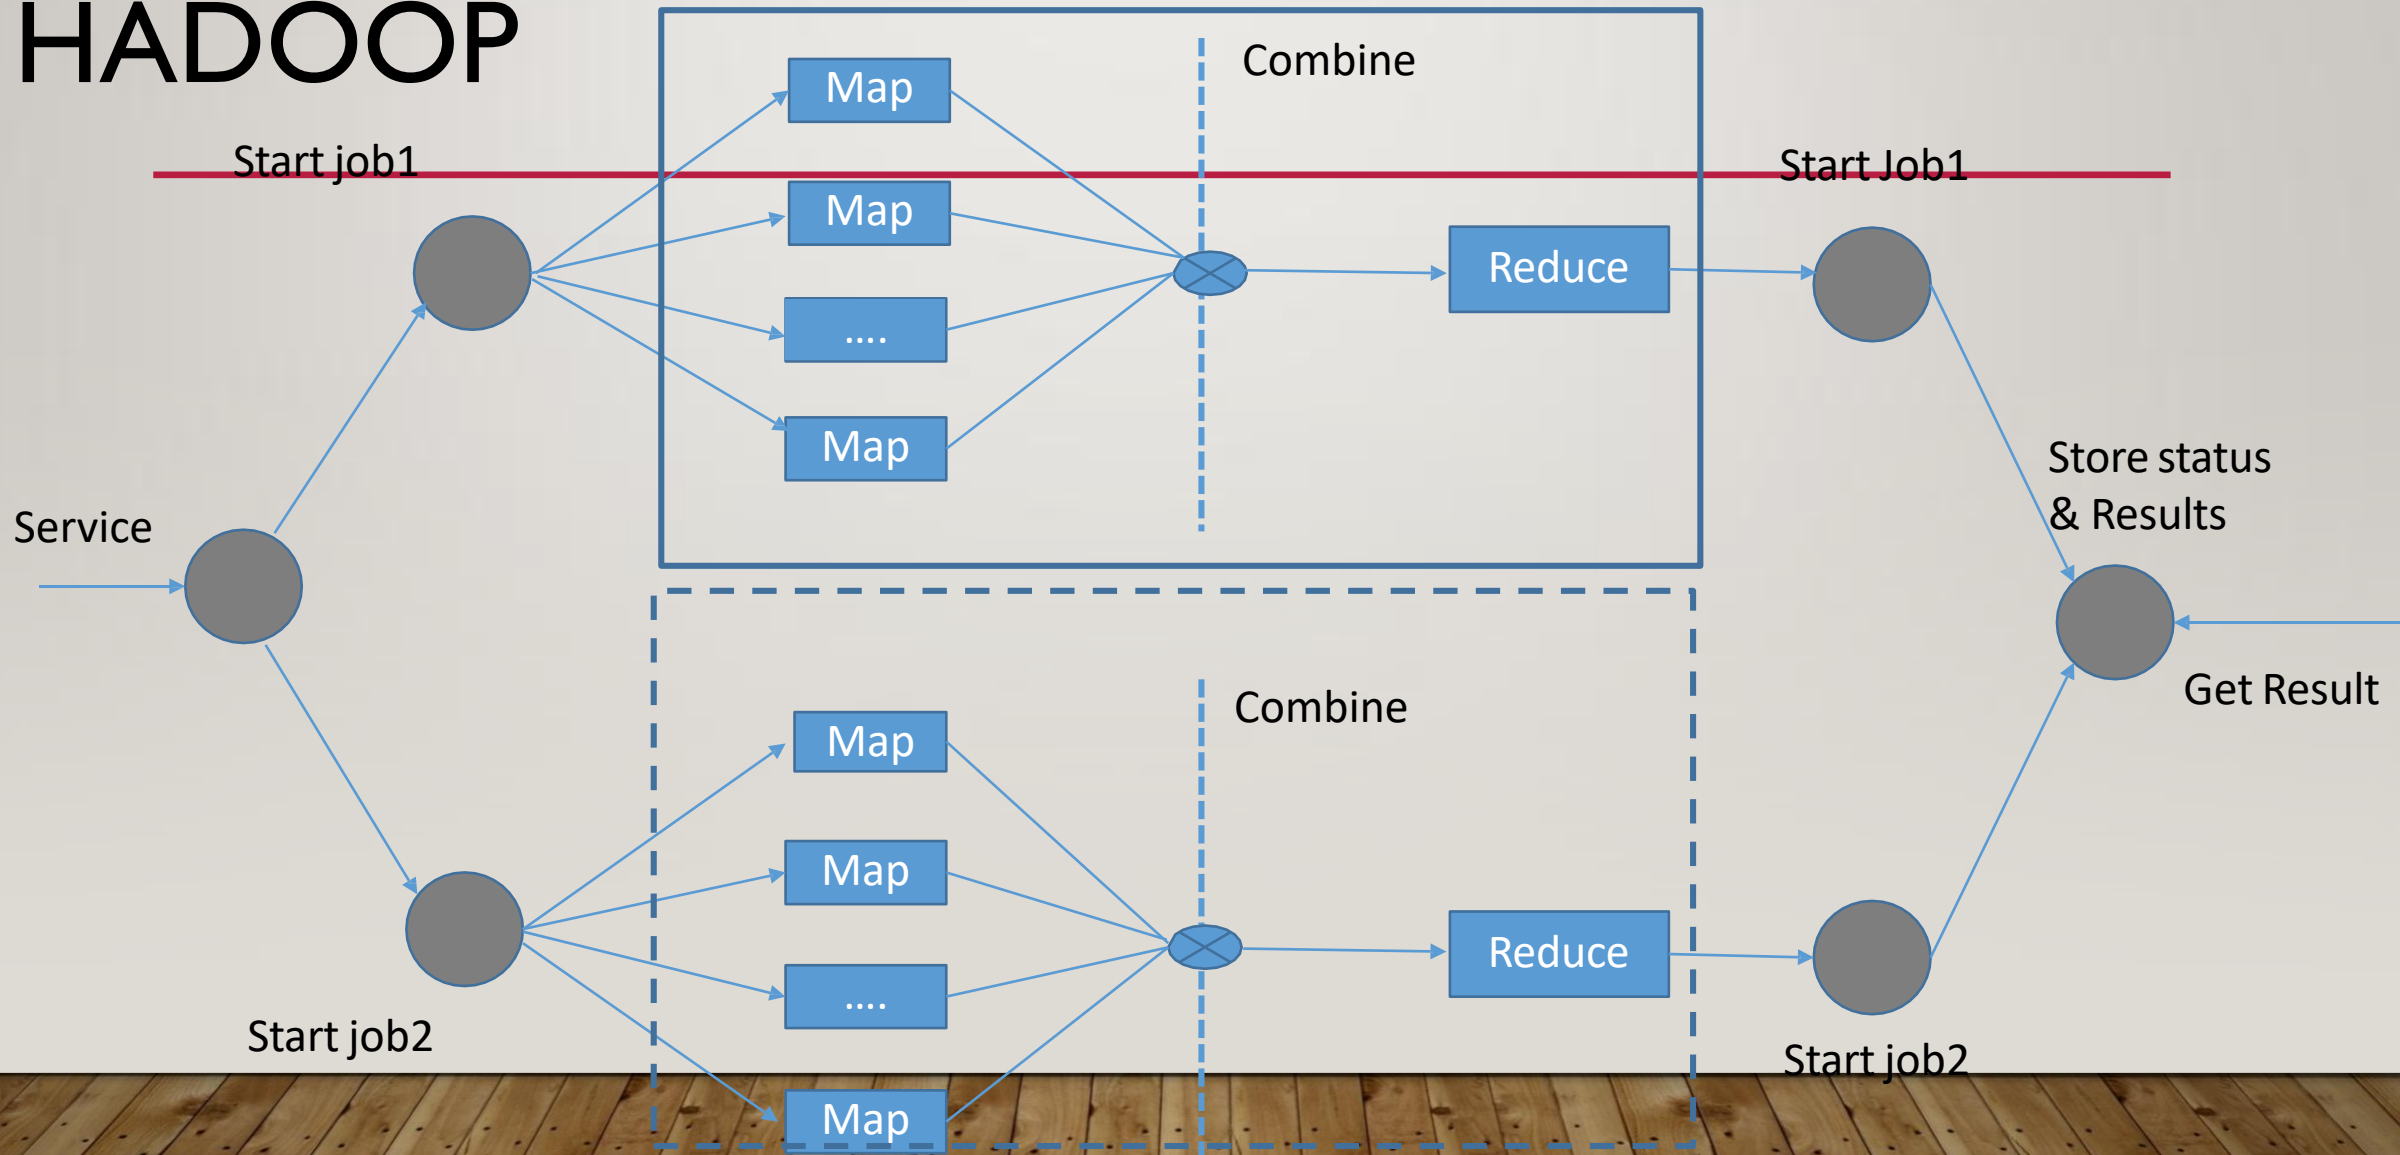 HADOOP
Combine
Map
Start job1
Start Job1
Map
Reduce
....
Map
Store status
& Results
Service
Get Result
Combine
Map
Map
Reduce
....
Start job2
Start job2
Map